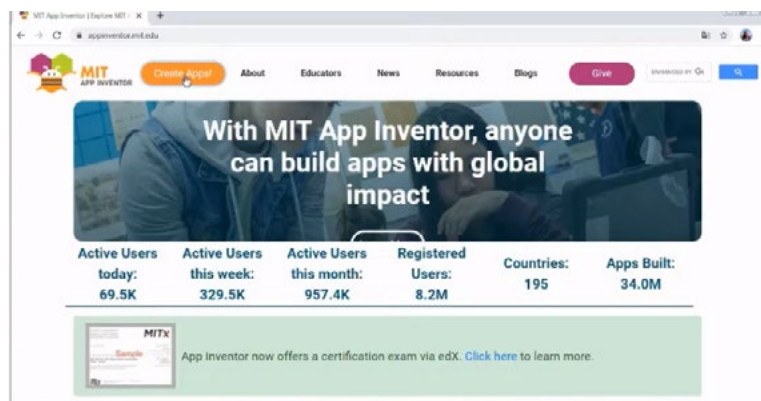 MIT App Inventor | Explore MIT
appinventor.mit.edu
MIT
APP INVENTOR
Create Apps!
About
Educators
News
Resources
Blogs
Give
With MIT App Inventor, anyone
can build apps with global
impact
Active Users
today:
69.5K
Active Users
this week:
329.5K
Active Users
this month:
957.4K
Registered
Users:
8.2M
Countries:
195
Apps Built:
34.0M
MITx
Sample
App Inventor now offers a certification exam via edX. Click here to learn more.